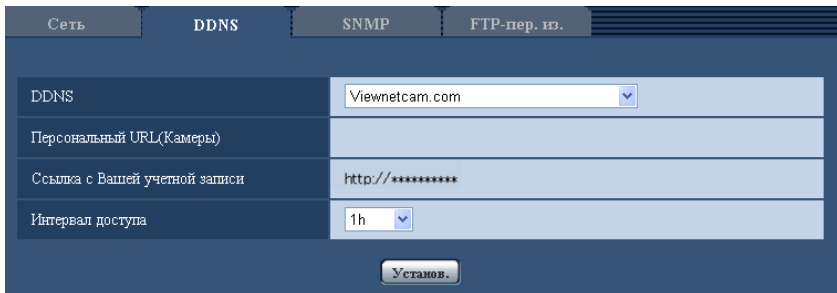 Сеть DDNS SNMP FTP-пер. из.
DDNS Viewnetcam.com
Персональный URL(Камеры)
Ссылка с Вашей учетной записи http://**********
Интервал доступа 1h
Установ.